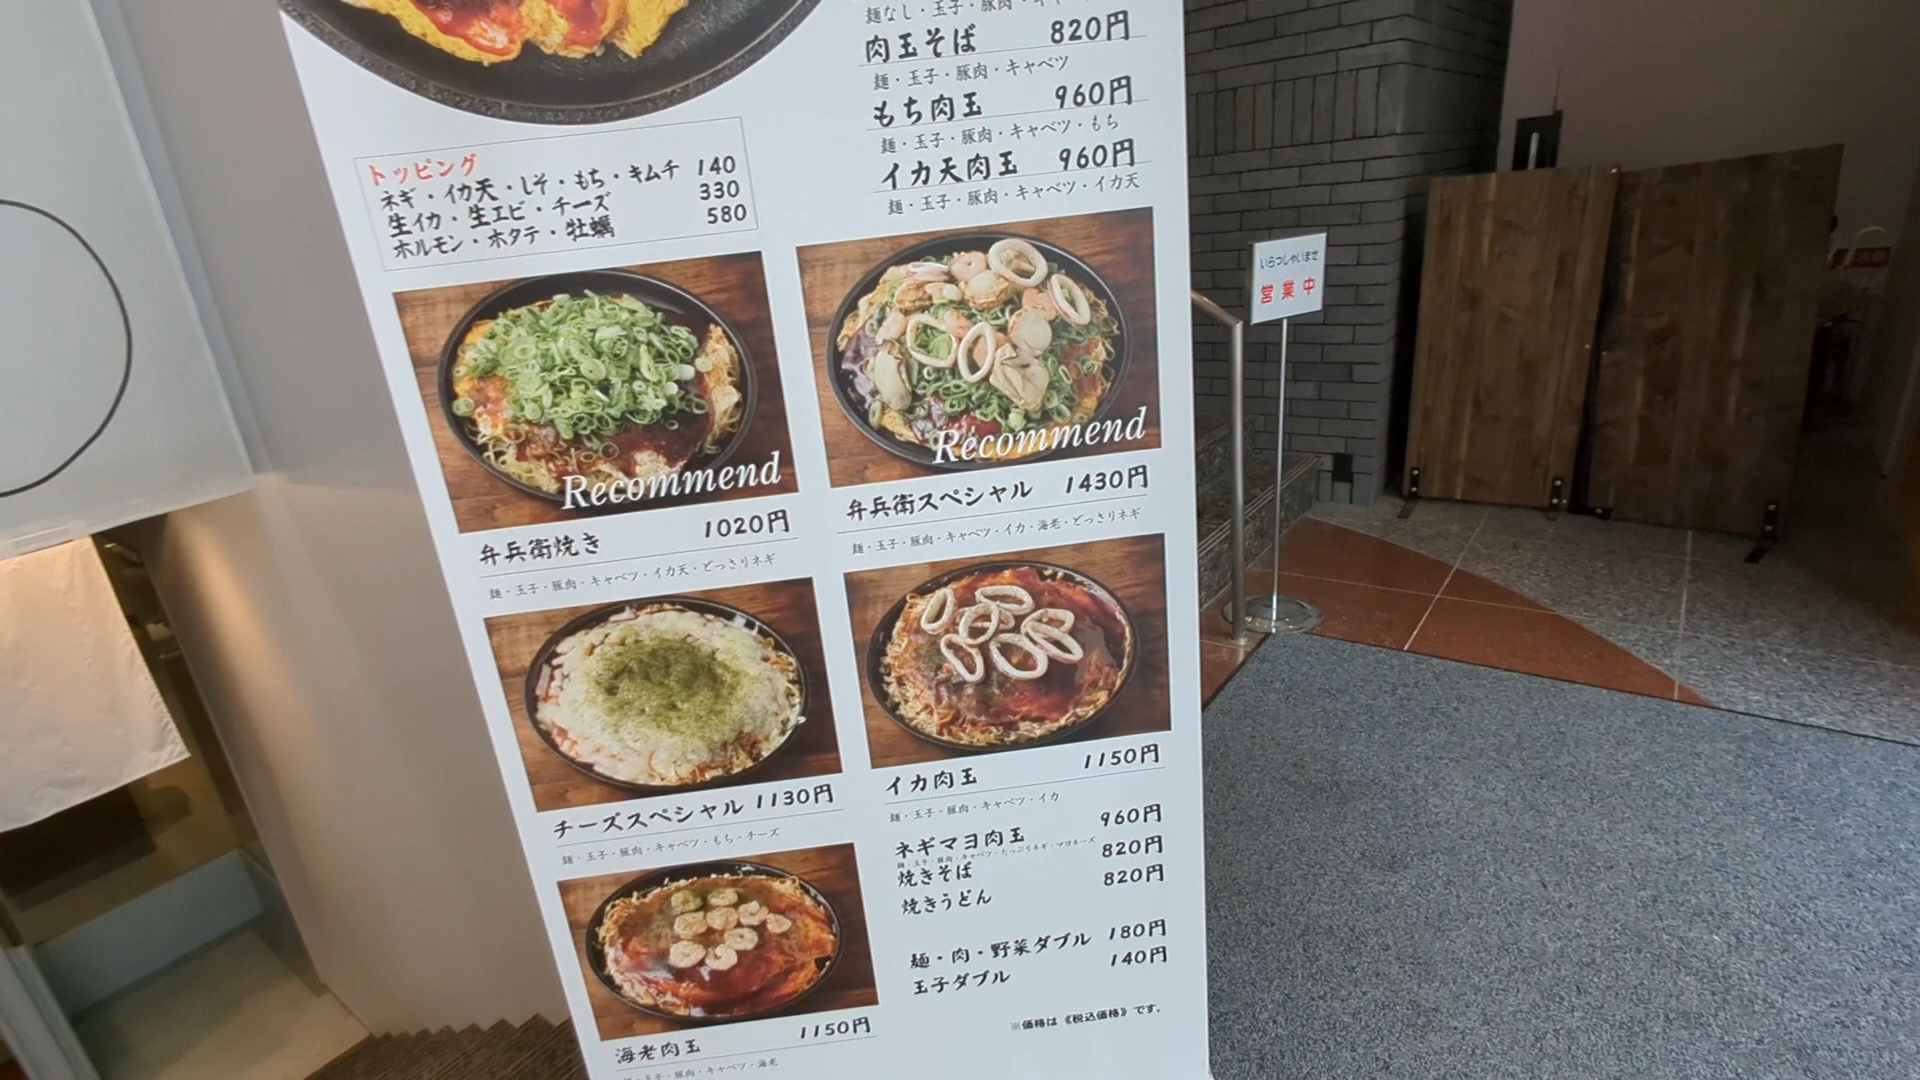 麺なし・玉子・豚肉・キャベツ
肉玉そば 820円
麺・玉子・豚肉・キャベツ
もち肉玉 960円
麺・玉子・豚肉・キャベツ・もち
イカ天肉玉 960円
麺・玉子・豚肉・キャベツ・イカ天
トッピング
ネギ・イカ天・しそ・もち・キムチ 140
生イカ・生エビ・チーズ 330
ホルモン・ホタテ・牡蠣 580
Recommend
弁兵衛焼き 1020円
麺・玉子・豚肉・キャベツ・イカ天・どっさりネギ
Recommend
弁兵衛スペシャル 1430円
麺・玉子・豚肉・キャベツ・イカ・海老・どっさりネギ
チーズスペシャル 1130円
麺・玉子・豚肉・キャベツ・もち・チーズ
イカ肉玉 1150円
麺・玉子・豚肉・キャベツ・イカ
ネギマヨ肉玉 960円
麺・玉子・豚肉・キャベツ・たっぷりネギ・マヨネーズ
焼きそば 820円
焼きうどん 820円
麺・肉・野菜ダブル 180円
玉子ダブル 140円
海老肉玉 1150円
麺・玉子・豚肉・キャベツ・海老
※価格は《税込価格》です。
いらっしゃいませ
営業中